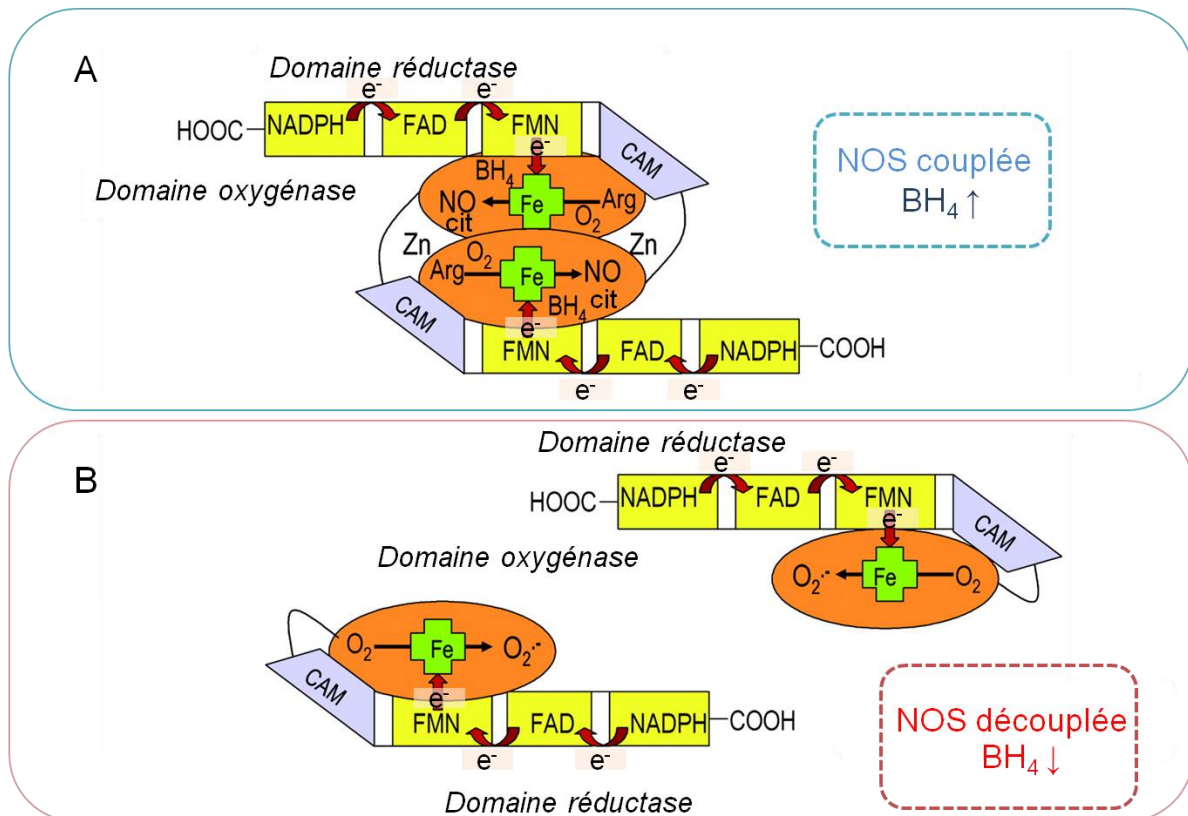 A
Domaine réductase
e-
e-
HOOC
NADPH
FAD
FMN
e-
CAM
NOS couplée
BH4 ↑
Domaine oxygénase
BH4
NO
cit
Fe
Arg
O2
Zn
Zn
O2
Arg
Fe
NO
cit
BH4
CAM
e-
FMN
FAD
NADPH
COOH
e-
e-
B
Domaine réductase
e-
e-
HOOC
NADPH
FAD
FMN
e-
CAM
Domaine oxygénase
O2.-
Fe
O2
O2
Fe
O2.-
CAM
e-
FMN
FAD
NADPH
COOH
e-
e-
NOS découplée
BH4 ↓
Domaine réductase